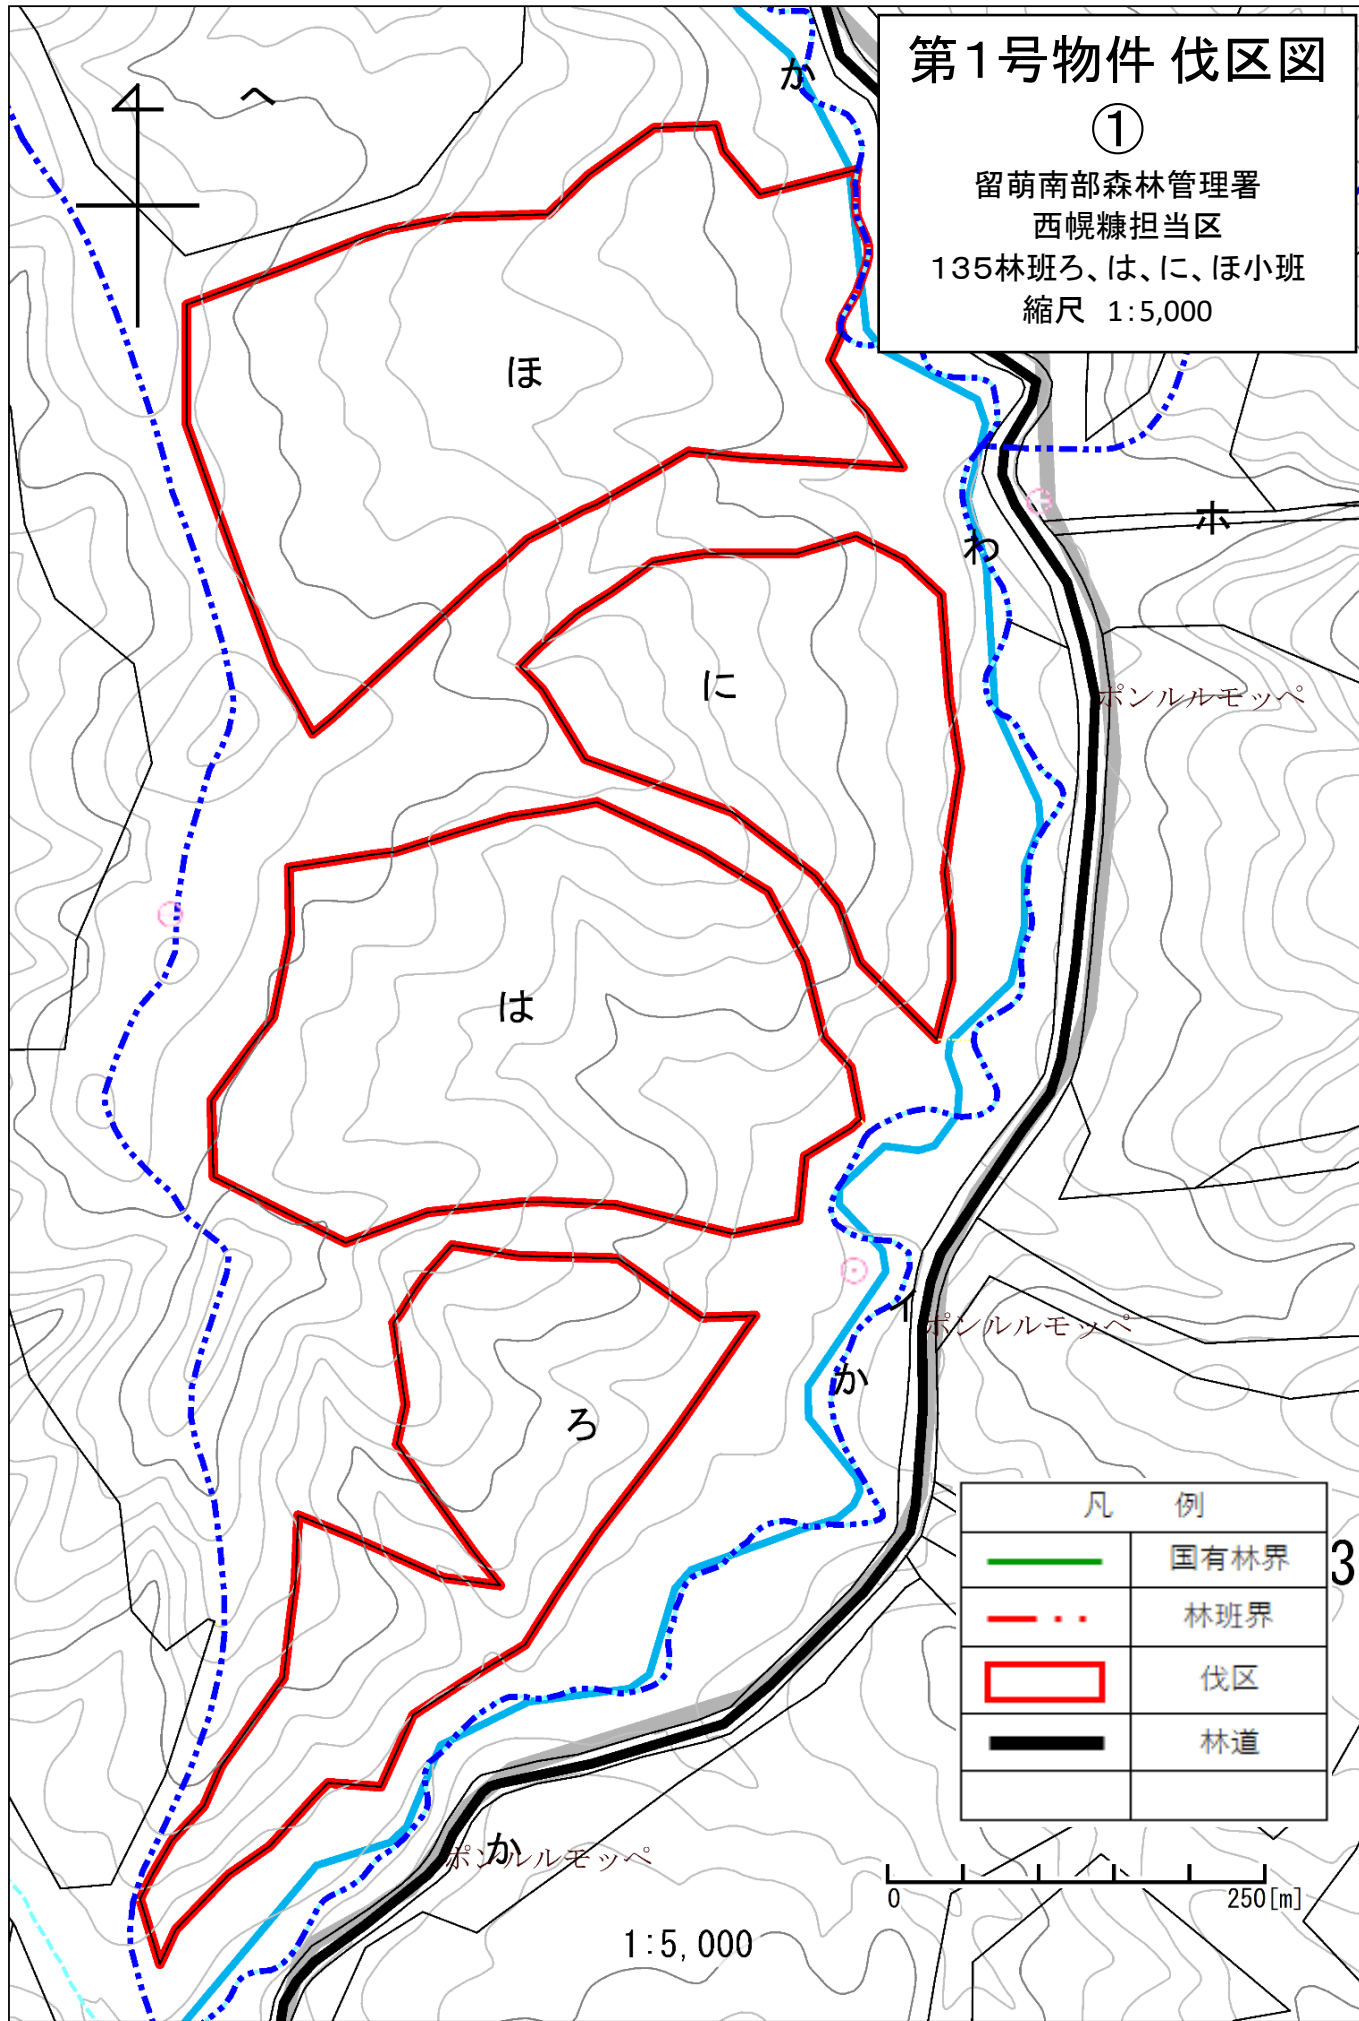 第1号物件 伐区図
①
留萌南部森林管理署
西幌糠担当区
135林班ろ、は、に、ほ小班
縮尺 1:5,000
か
へ
ほ
ホ
わ
に
ポンルルモッペ
は
イ
ポンルルモッペ
か
ろ
凡 例
国有林界
3
林班界
伐区
林道
か
ポンルルモッペ
0 250[m]
1:5,000